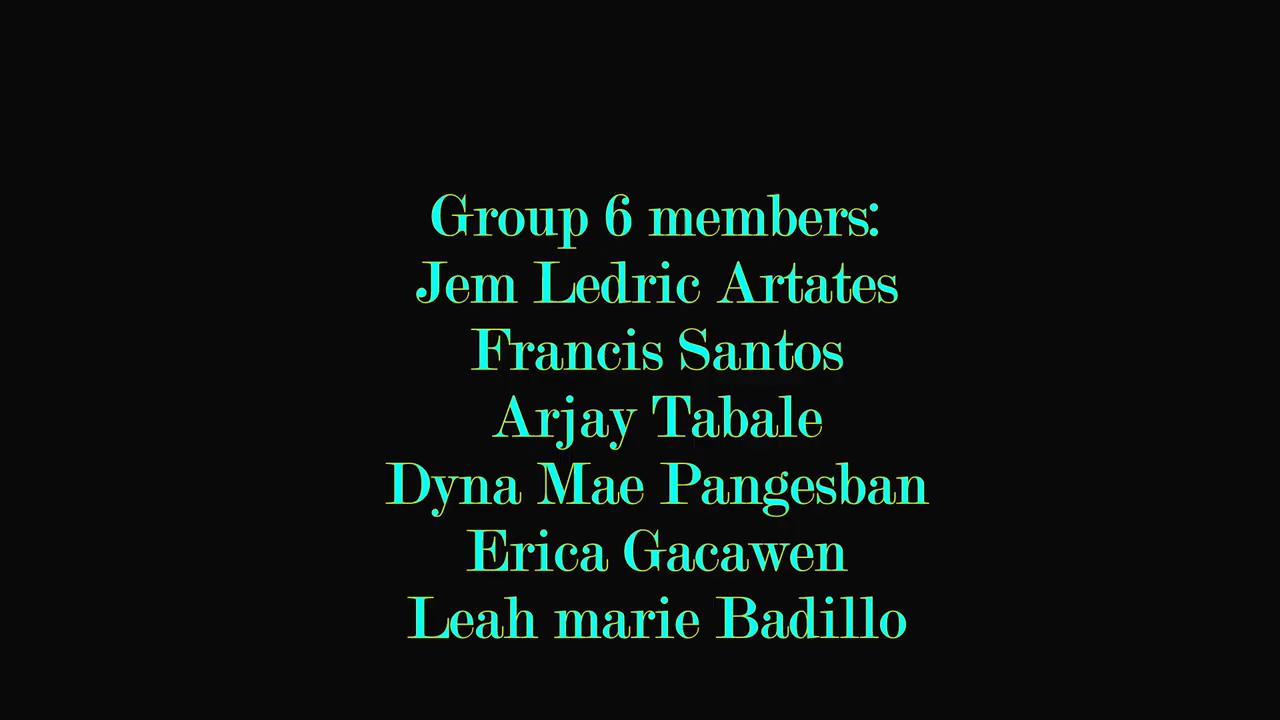 Group 6 members:
Jem Ledric Artates
Francis Santos
Arjay Tabale
Dyna Mae Pangesban
Erica Gacawen
Leah marie Badillo